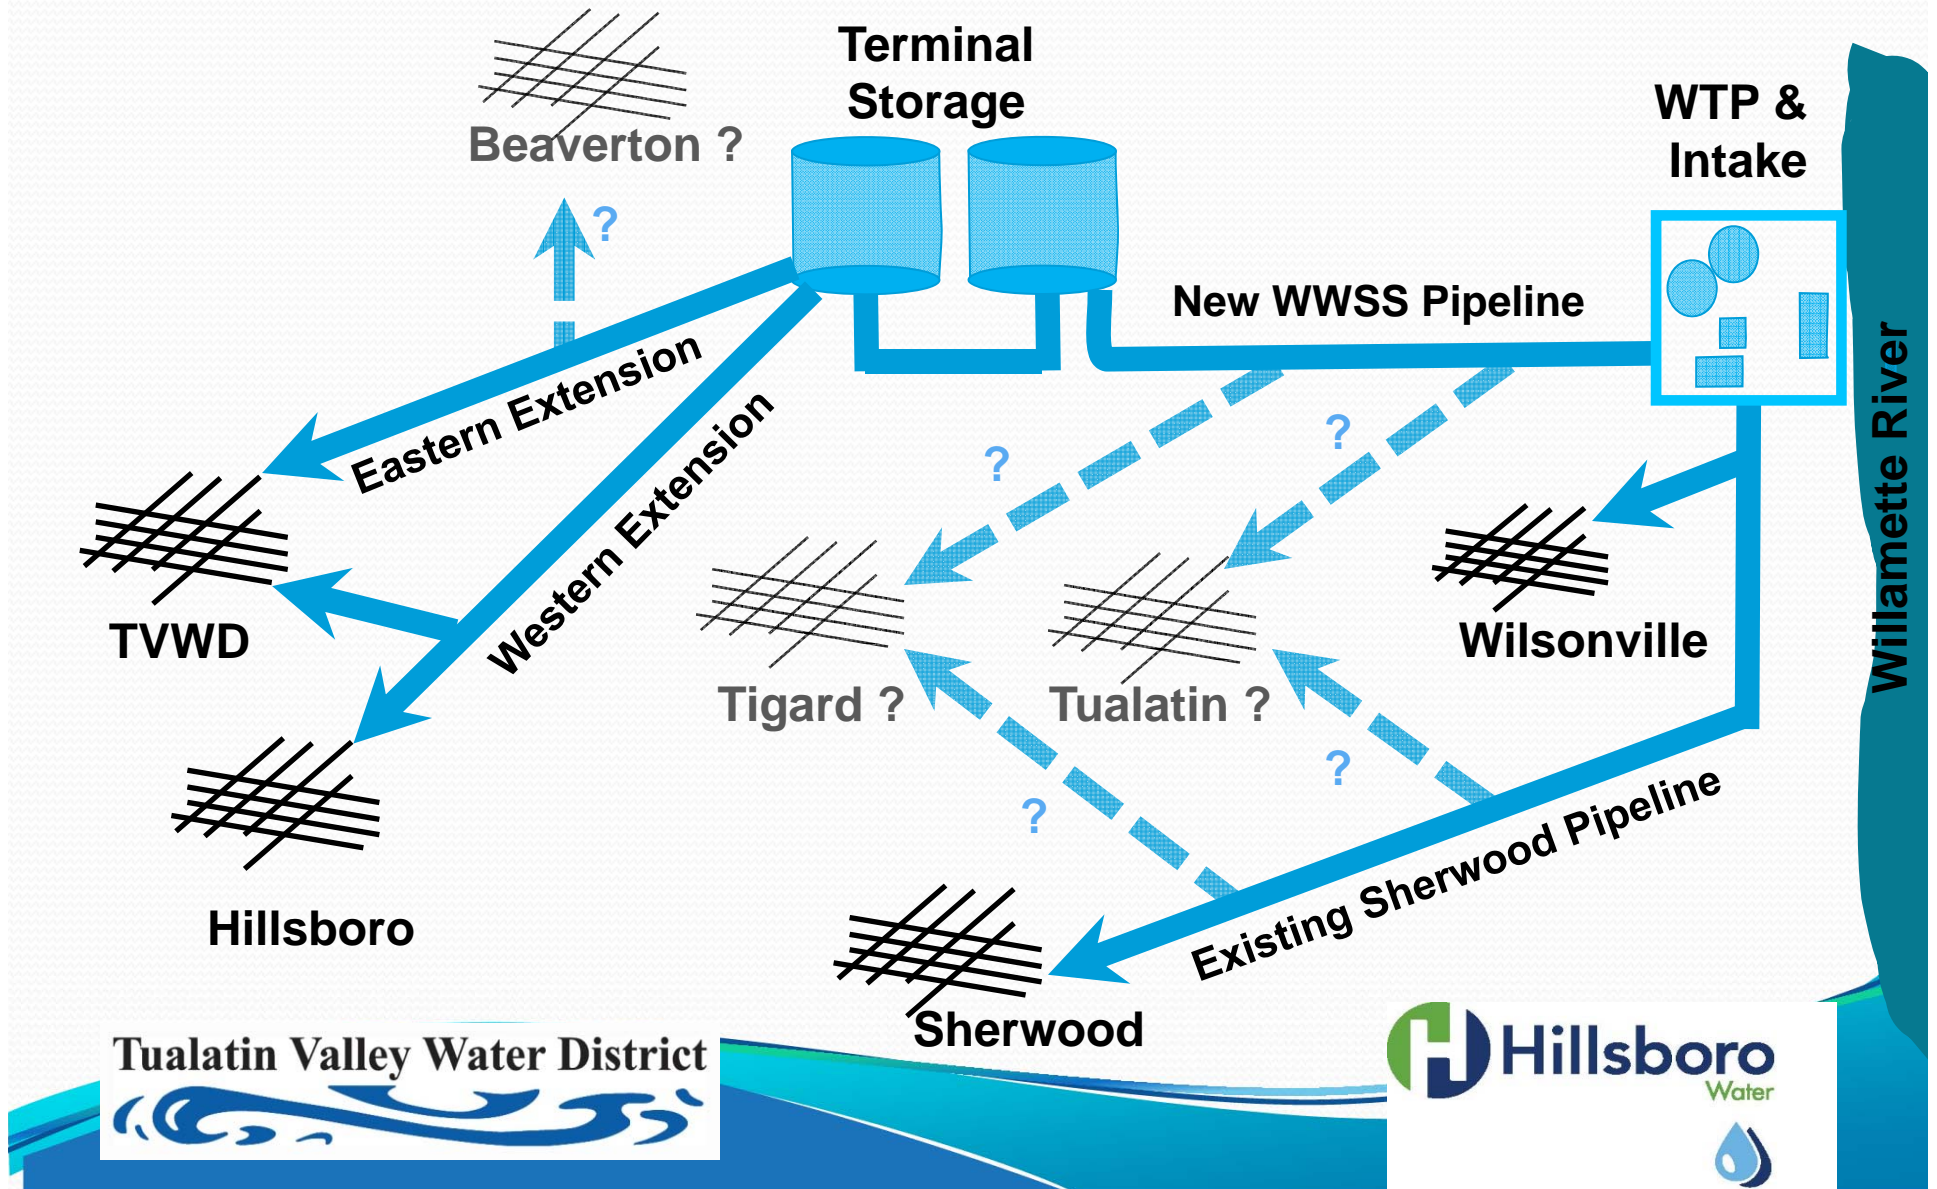 Terminal
Storage
WTP &
Intake
Beaverton ?
?
New WWSS Pipeline
Eastern Extension
Western Extension
?
?
Willamette River
TVWD
Wilsonville
Tigard ?
Tualatin ?
?
?
Existing Sherwood Pipeline
Hillsboro
Sherwood
Tualatin Valley Water District
Hillsboro
Water